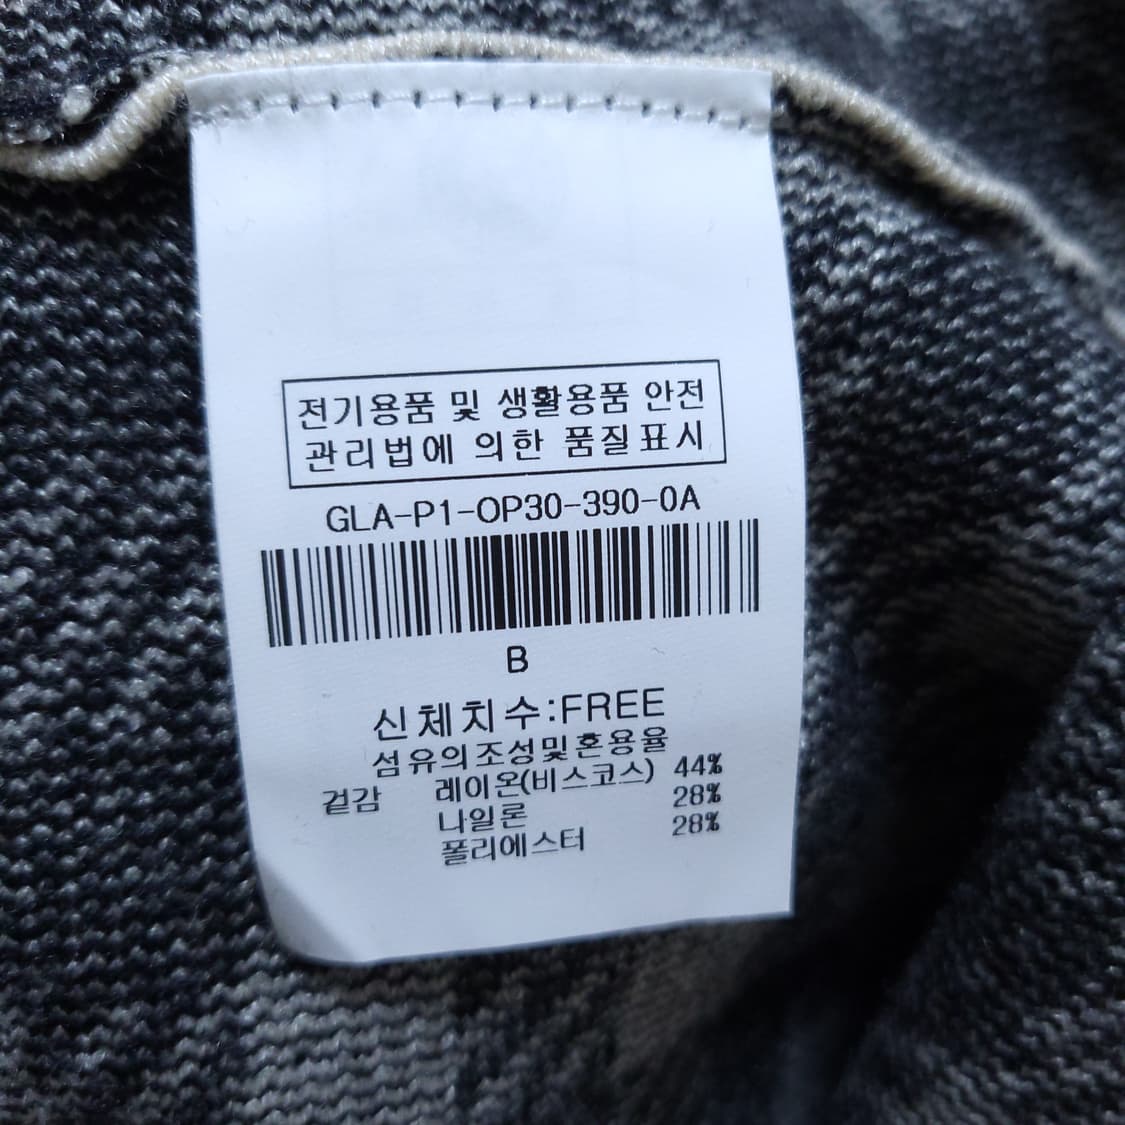 전기용품 및 생활용품 안전
관리법에 의한 품질표시
GLA-P1-OP30-390-0A
B
신체치수:FREE
섬유의조성및혼용율
겉감 레이온(비스코스) 44%
나일론 28%
폴리에스터 28%